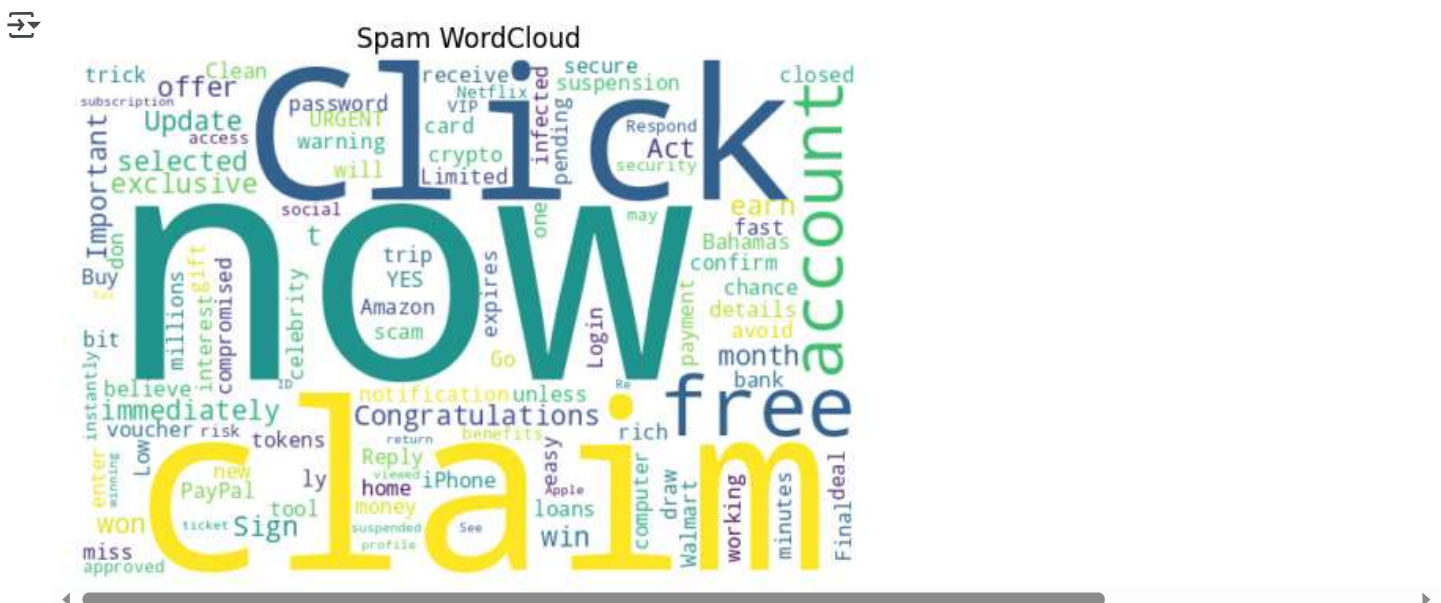 Spam WordCloud
trick
Clean
offer
subscription
Click
receive
secure
closed
Netflix
suspension
password
VIP
infected
pending
URGENT
card
Respond
Update
access
warning
Act
Important
selected
crypto
security
exclusive
will
Limited
account
now
social
one
may
earn
fast
don
t
trip
Bahamas
confirm
Buy
gift
YES
expires
chance
millions
interest
compromised
celebrity
Amazon
payment
details
scam
Login
avoid
bit
Go
month
instantly
believe
ID
notification
unless
Re
bank
free
immediately
Congratulations
voucher
risk
tokens
return
benefits
rich
claim
Low
Reply
easy
enter
winning
new
viewed
ly
iPhone
PayPal
home
Apple
computer
draw
Walmart
working
minutes
Final
deal
tool
money
loans
won
ticket
Sign
suspended
See
win
profile
miss
approved